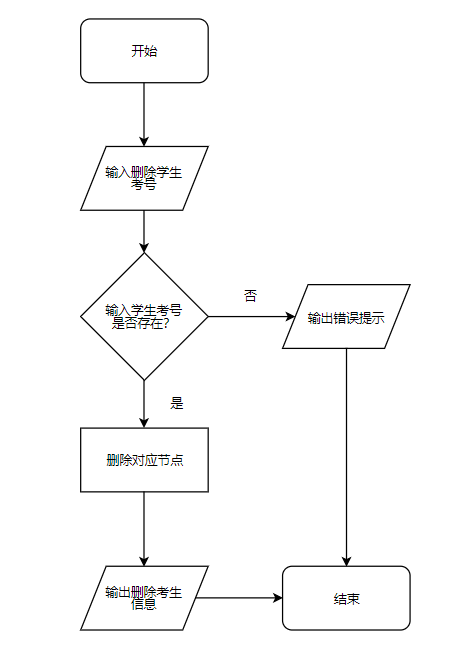 开始
输入删除学生
考号
输入学生考号
是否存在?
否
输出错误提示
是
删除对应节点
输出删除考生
信息
结束